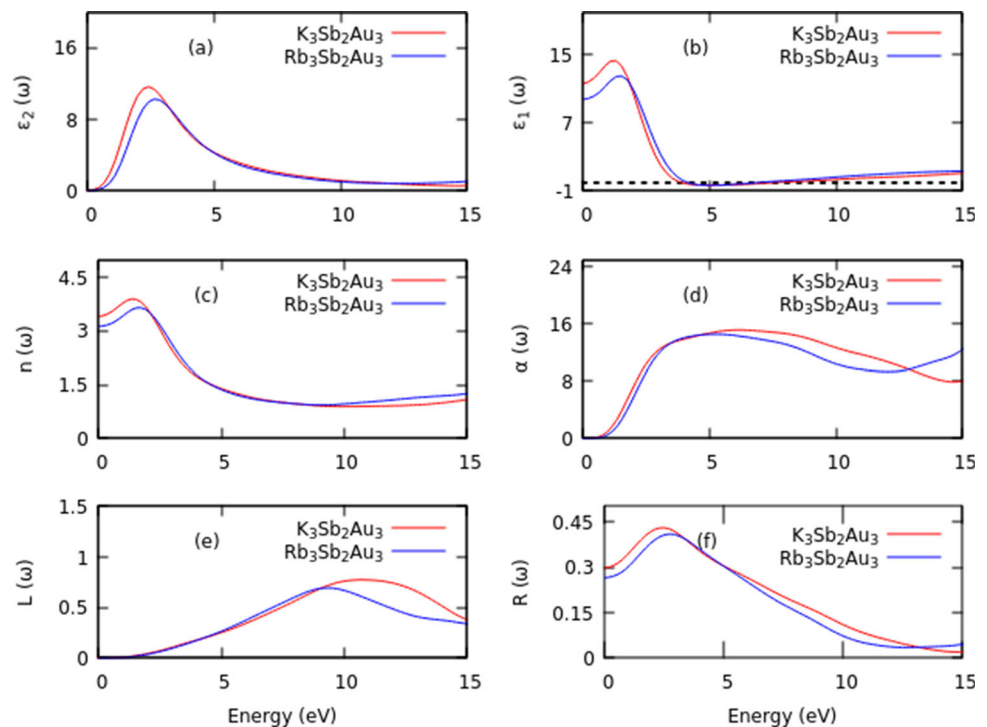 16
8
0
ε₂ (ω)
(a)
K₃Sb₂Au₃
Rb₃Sb₂Au₃
0 5 10 15
15
7
-1
ε₁ (ω)
(b)
K₃Sb₂Au₃
Rb₃Sb₂Au₃
0 5 10 15
4.5
3
1.5
0
n (ω)
(c)
K₃Sb₂Au₃
Rb₃Sb₂Au₃
0 5 10 15
24
16
8
0
α (ω)
(d)
K₃Sb₂Au₃
Rb₃Sb₂Au₃
0 5 10 15
1.5
1
0.5
0
L (ω)
(e)
K₃Sb₂Au₃
Rb₃Sb₂Au₃
0 5 10 15
Energy (eV)
0.45
0.3
0.15
0
R (ω)
(f)
K₃Sb₂Au₃
Rb₃Sb₂Au₃
0 5 10 15
Energy (eV)